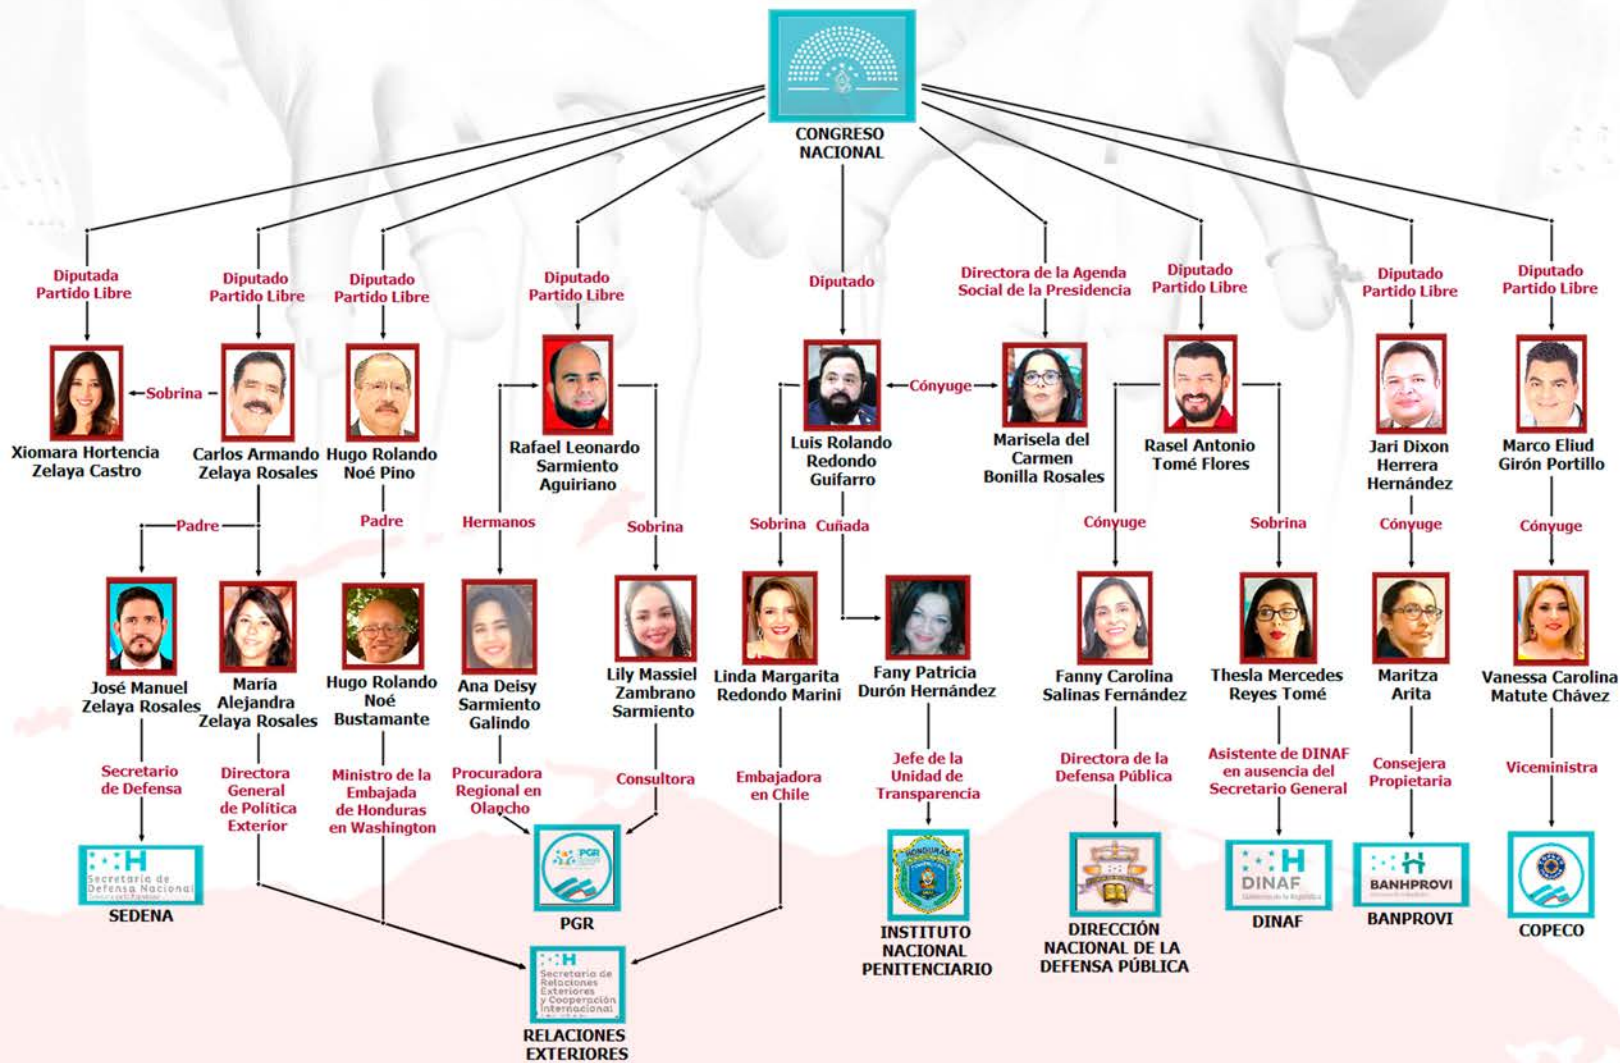 CONGRESO
NACIONAL
Diputada
Partido Libre
Diputado
Partido Libre
Diputado
Partido Libre
Diputado
Partido Libre
Diputado
Directora de la Agenda
Social de la Presidencia
Diputado
Partido Libre
Diputado
Partido Libre
Diputado
Partido Libre
Sobrina
Cónyuge
Xiomara Hortencia
Zelaya Castro
Carlos Armando
Zelaya Rosales
Hugo Rolando
Noé Pino
Rafael Leonardo
Sarmiento
Aguiriano
Luis Rolando
Redondo
Guifarro
Marisela del
Carmen
Bonilla Rosales
Rasel Antonio
Tomé Flores
Jari Dixon
Herrera
Hernández
Marco Eliud
Girón Portillo
Padre
Padre
Hermanos
Sobrina
Sobrina
Cuñada
Cónyuge
Sobrina
Cónyuge
Cónyuge
José Manuel
Zelaya Rosales
María
Alejandra
Zelaya Rosales
Hugo Rolando
Noé
Bustamante
Ana Deisy
Sarmiento
Galindo
Lily Massiel
Zambrano
Sarmiento
Linda Margarita
Redondo Marini
Fany Patricia
Durón Hernández
Fanny Carolina
Salinas Fernández
Thesla Mercedes
Reyes Tomé
Maritza
Arita
Vanessa Carolina
Matute Chávez
Secretario
de Defensa
Directora
General
de Política
Exterior
Ministro de la
Embajada
de Honduras
en Washington
Procuradora
Regional en
Olancho
Consultora
Embajadora
en Chile
Jefe de la
Unidad de
Transparencia
Directora de la
Defensa Pública
Asistente de DINAF
en ausencia del
Secretario General
Consejera
Propietaria
Viceministra
H
Secretaría de
Defensa Nacional
SEDENA
PGR
PGR
HONDURAS
INSTITUTO
NACIONAL
PENITENCIARIO
DIRECCIÓN
NACIONAL DE LA
DEFENSA PÚBLICA
H
DINAF
Gobierno de la República
DINAF
H
BANHPROVI
BANPROVI
COPECO
H
Secretaría de
Relaciones
Exteriores
y Cooperación
Internacional
RELACIONES
EXTERIORES